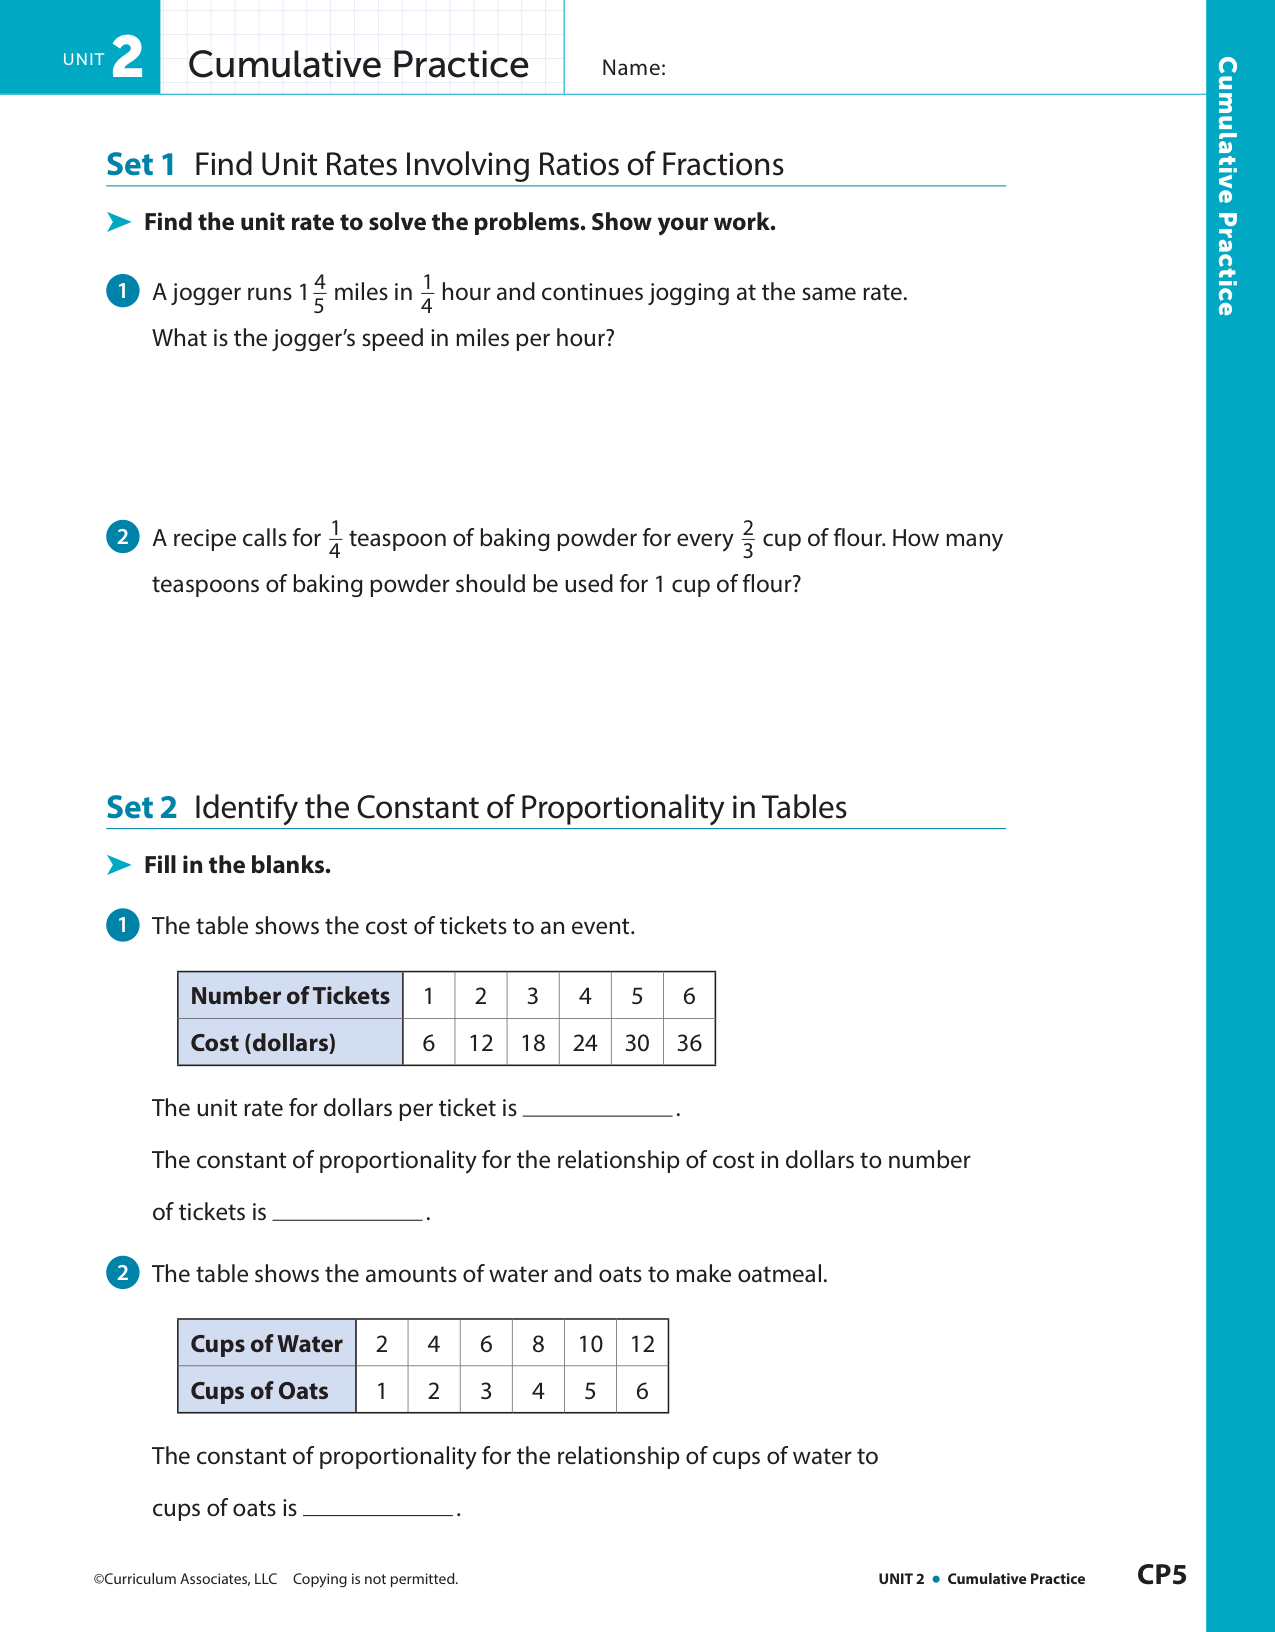 UNIT 2 Cumulative Practice Name:
Cumulative Practice
Set 1 Find Unit Rates Involving Ratios of Fractions
➤ Find the unit rate to solve the problems. Show your work.
1 A jogger runs 1 4/5 miles in 1/4 hour and continues jogging at the same rate.
What is the jogger’s speed in miles per hour?
2 A recipe calls for 1/4 teaspoon of baking powder for every 2/3 cup of flour. How many
teaspoons of baking powder should be used for 1 cup of flour?
Set 2 Identify the Constant of Proportionality in Tables
➤ Fill in the blanks.
1 The table shows the cost of tickets to an event.
Number of Tickets 1 2 3 4 5 6
Cost (dollars) 6 12 18 24 30 36
The unit rate for dollars per ticket is ____________.
The constant of proportionality for the relationship of cost in dollars to number
of tickets is ____________.
2 The table shows the amounts of water and oats to make oatmeal.
Cups of Water 2 4 6 8 10 12
Cups of Oats 1 2 3 4 5 6
The constant of proportionality for the relationship of cups of water to
cups of oats is ____________.
©Curriculum Associates, LLC Copying is not permitted. UNIT 2 • Cumulative Practice CP5